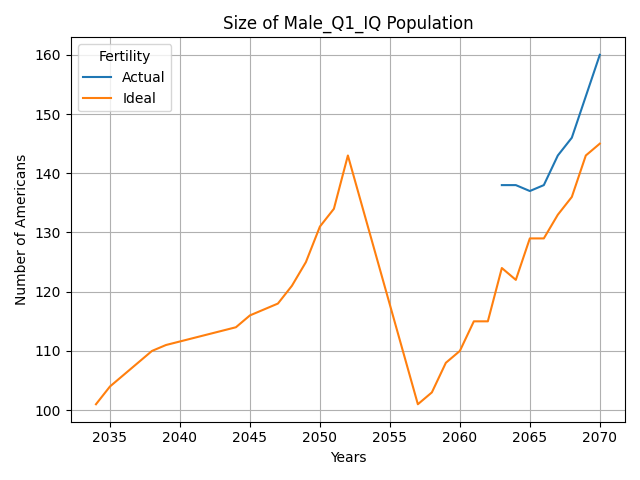 Size of Male_Q1_IQ Population
Fertility
Actual
Ideal
Number of Americans
160
150
140
130
120
110
100
2035 2040 2045 2050 2055 2060 2065 2070
Years